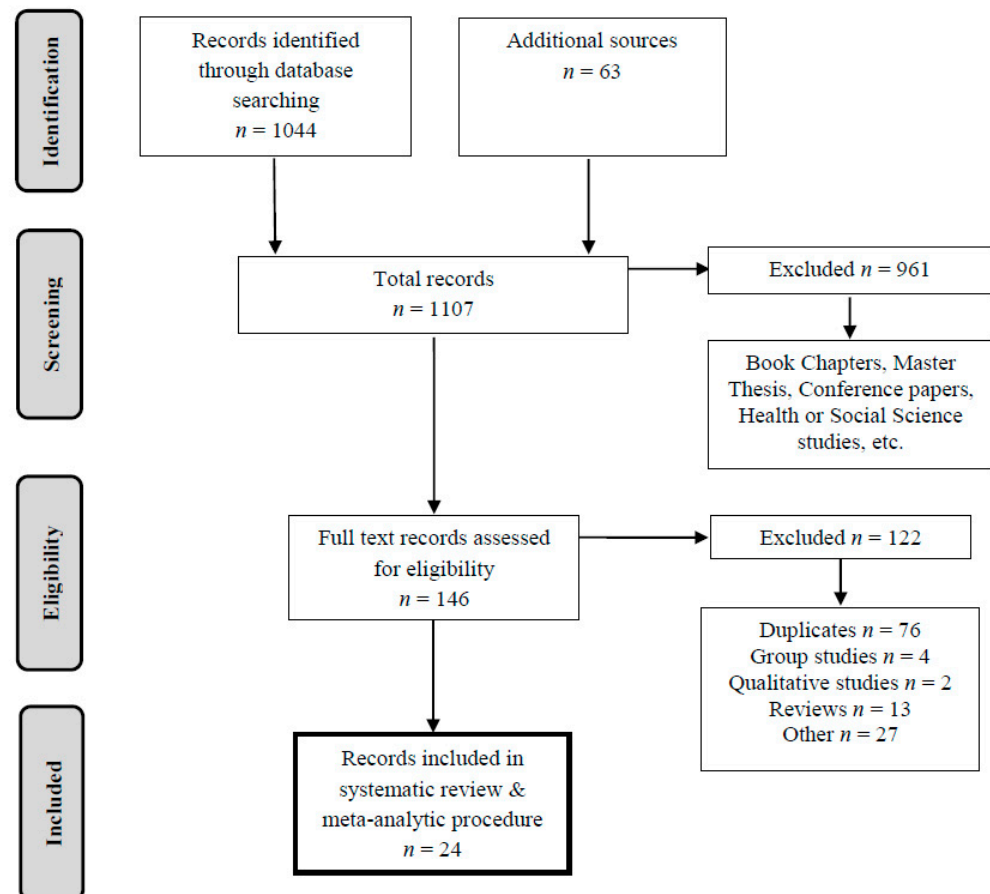 Identification
Records identified
through database
searching
n = 1044
Additional sources
n = 63
Screening
Total records
n = 1107
Excluded n = 961
Book Chapters, Master
Thesis, Conference papers,
Health or Social Science
studies, etc.
Eligibility
Full text records assessed
for eligibility
n = 146
Excluded n = 122
Duplicates n = 76
Group studies n = 4
Qualitative studies n = 2
Reviews n = 13
Other n = 27
Included
Records included in
systematic review &
meta-analytic procedure
n = 24